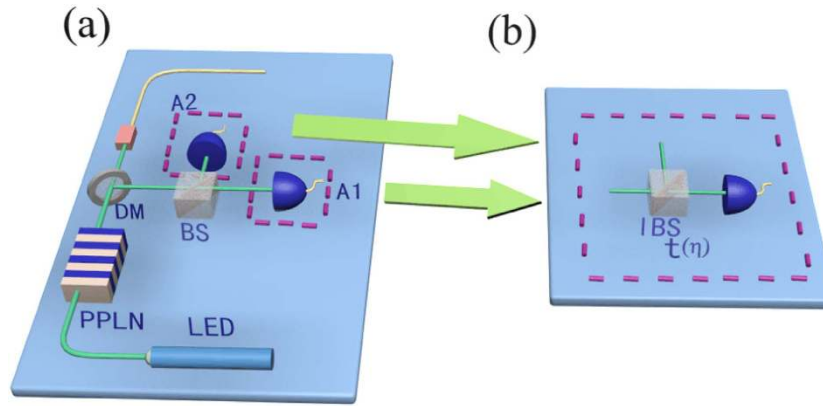 (a)
(b)
A2
A1
DM
BS
PPLN
LED
IBS
t(η)